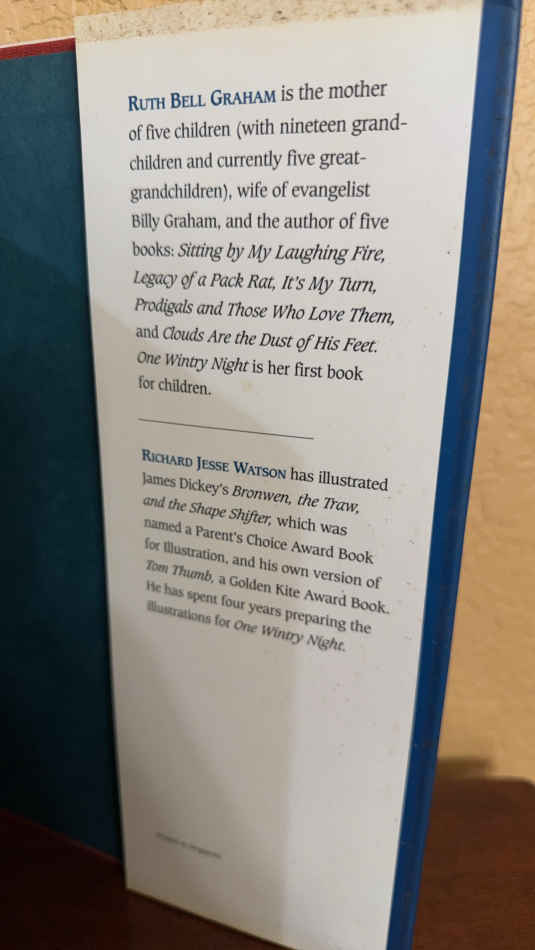 RUTH BELL GRAHAM is the mother
of five children (with nineteen grand-
children and currently five great-
grandchildren), wife of evangelist
Billy Graham, and the author of five
books: Sitting by My Laughing Fire,
Legacy of a Pack Rat, It's My Turn,
Prodigals and Those Who Love Them,
and Clouds Are the Dust of His Feet.
One Wintry Night is her first book
for children.
RICHARD JESSE WATSON has illustrated
James Dickey's Bronwen, the Traw,
and the Shape Shifter, which was
named a Parent's Choice Award Book
for Illustration, and his own version of
Tom Thumb, a Golden Kite Award Book.
He has spent four years preparing the
illustrations for One Wintry Night.